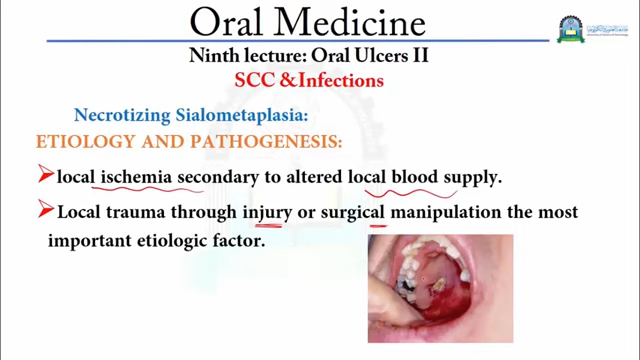 Oral Medicine
Ninth lecture: Oral Ulcers II
SCC &Infections
Necrotizing Sialometaplasia:
ETIOLOGY AND PATHOGENESIS:
local ischemia secondary to altered local blood supply.
Local trauma through injury or surgical manipulation the most
important etiologic factor.